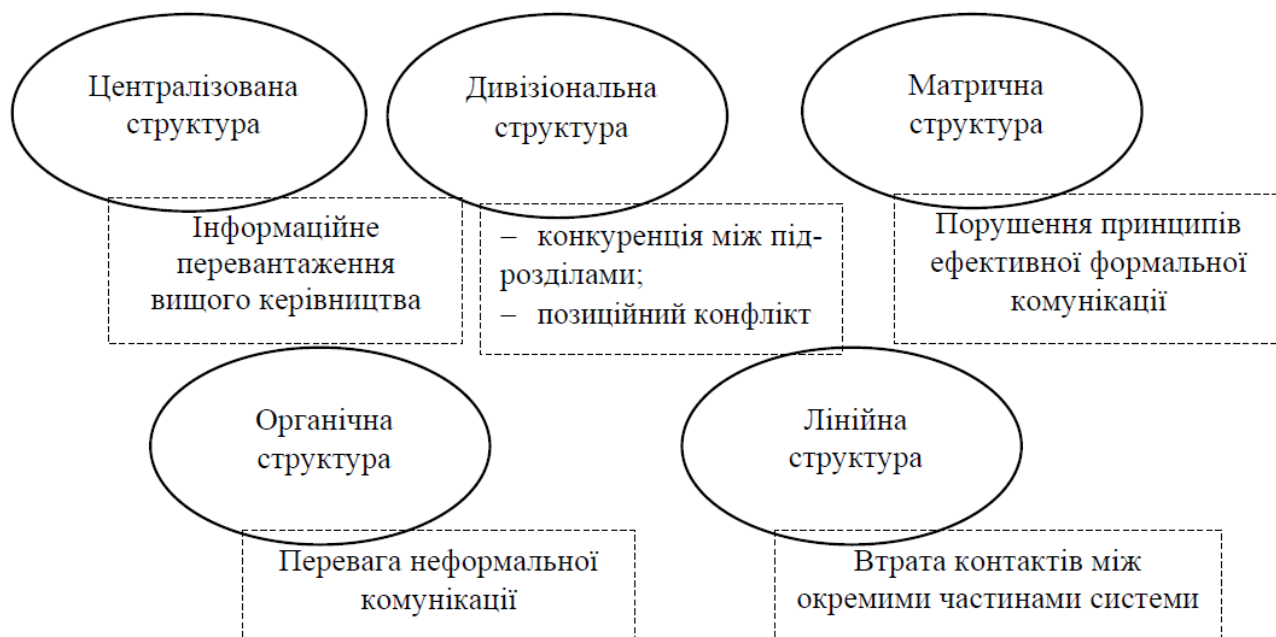 Централізована
структура
Дивізіональна
структура
Матрична
структура
Інформаційне
перевантаження
вищого керівництва
– конкуренція між під-
розділами;
– позиційний конфлікт
Порушення принципів
ефективної формальної
комунікації
Органічна
структура
Лінійна
структура
Перевага неформальної
комунікації
Втрата контактів між
окремими частинами системи